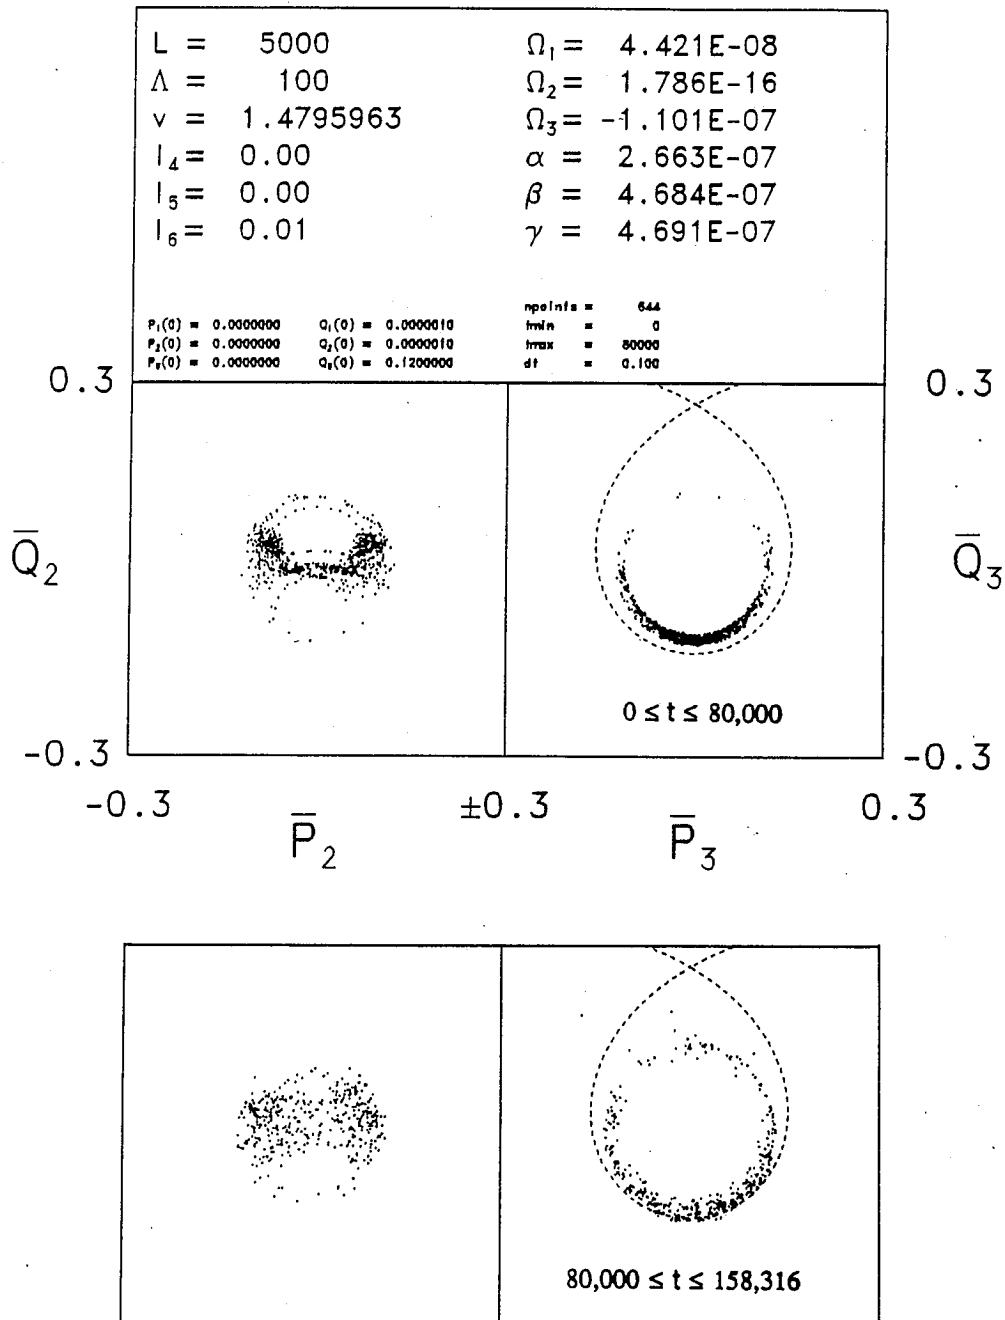 L = 5000 Ω₁= 4.421E-08
Λ = 100 Ω₂= 1.786E-16
v = 1.4795963 Ω₃= -1.101E-07
I₄= 0.00 α = 2.663E-07
I₅= 0.00 β = 4.684E-07
I₆= 0.01 γ = 4.691E-07
npoints = 644
P₁(0) = 0.0000000 Q₁(0) = 0.0000010 tmin = 0
P₂(0) = 0.0000000 Q₂(0) = 0.0000010 tmax = 80000
Q₃(0) = 0.1200000 dt = 0.100
0.3 0.3
Q̅₂ Q̅₃
0 ≤ t ≤ 80,000
-0.3 -0.3
-0.3 ±0.3 0.3
P̅₂ P̅₃
80,000 ≤ t ≤ 158,316